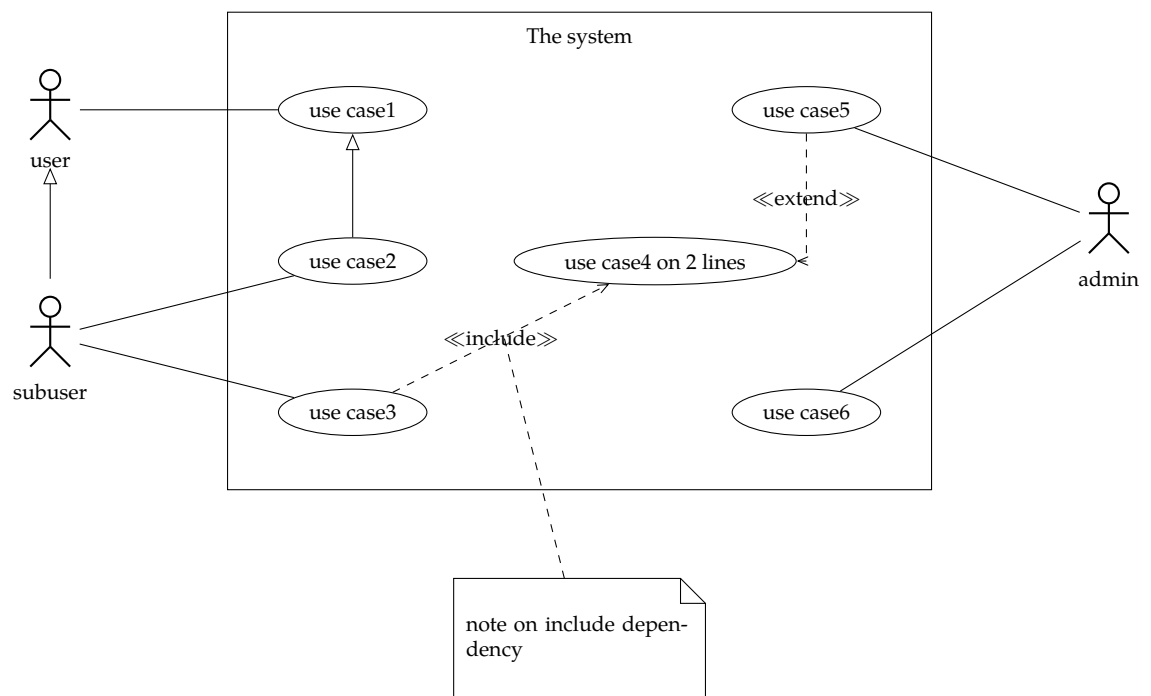 The system
user
use case1
use case5
≪extend≫
use case2
use case4 on 2 lines
admin
≪include≫
subuser
use case3
use case6
note on include depen-
dency